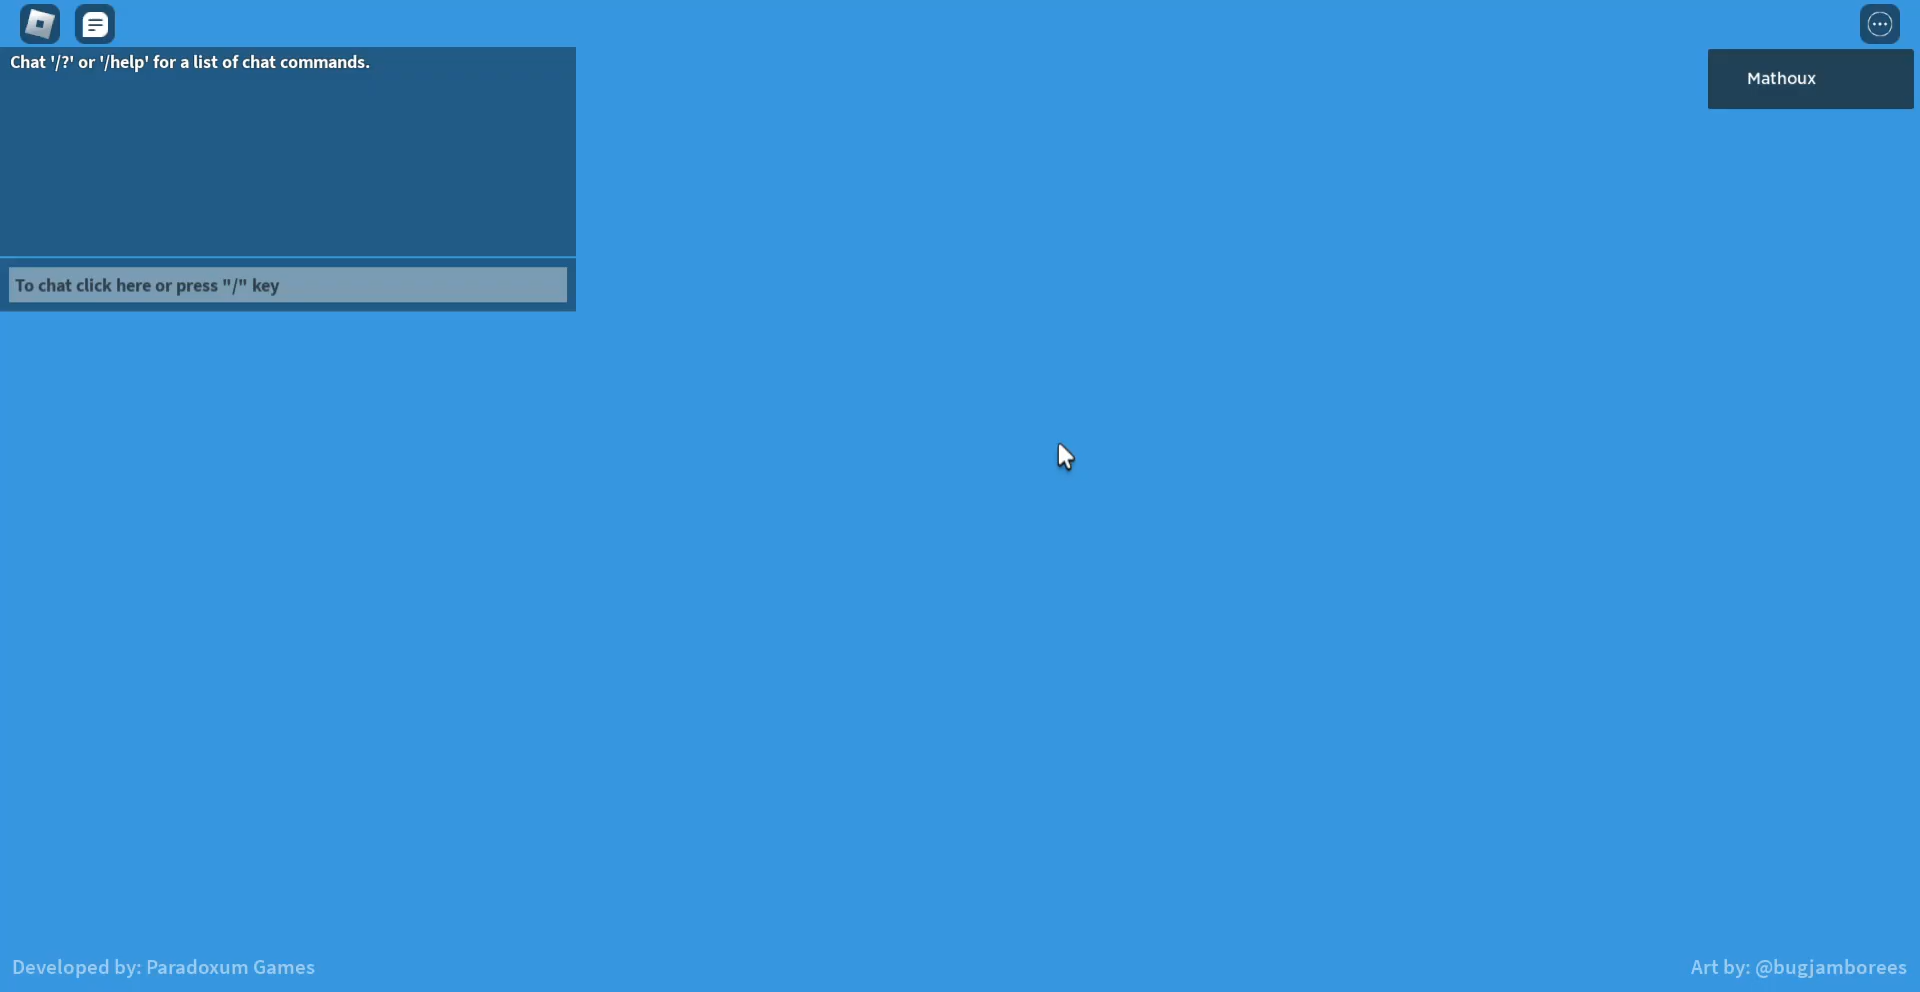 Chat '/?' or '/help' for a list of chat commands.
Mathoux
To chat click here or press "/" key
Developed by: Paradoxum Games
Art by: @bugjamborees